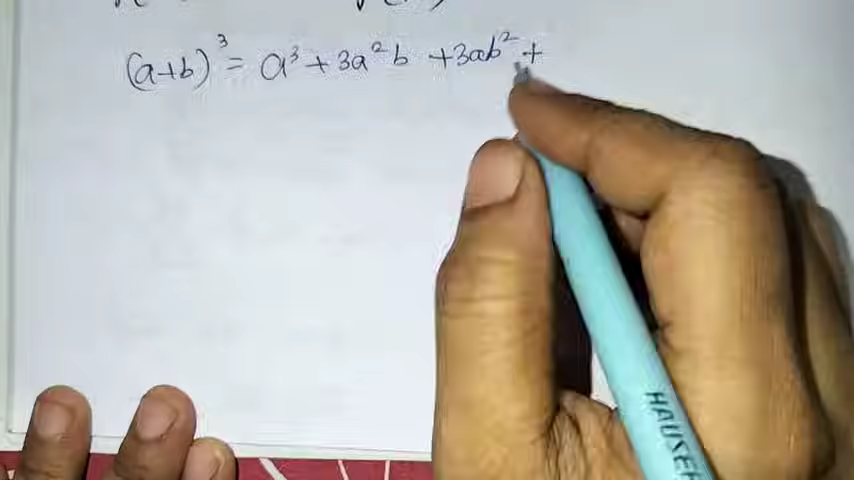 (a+b)³ = a³ + 3a²b + 3ab² +
HAUSER